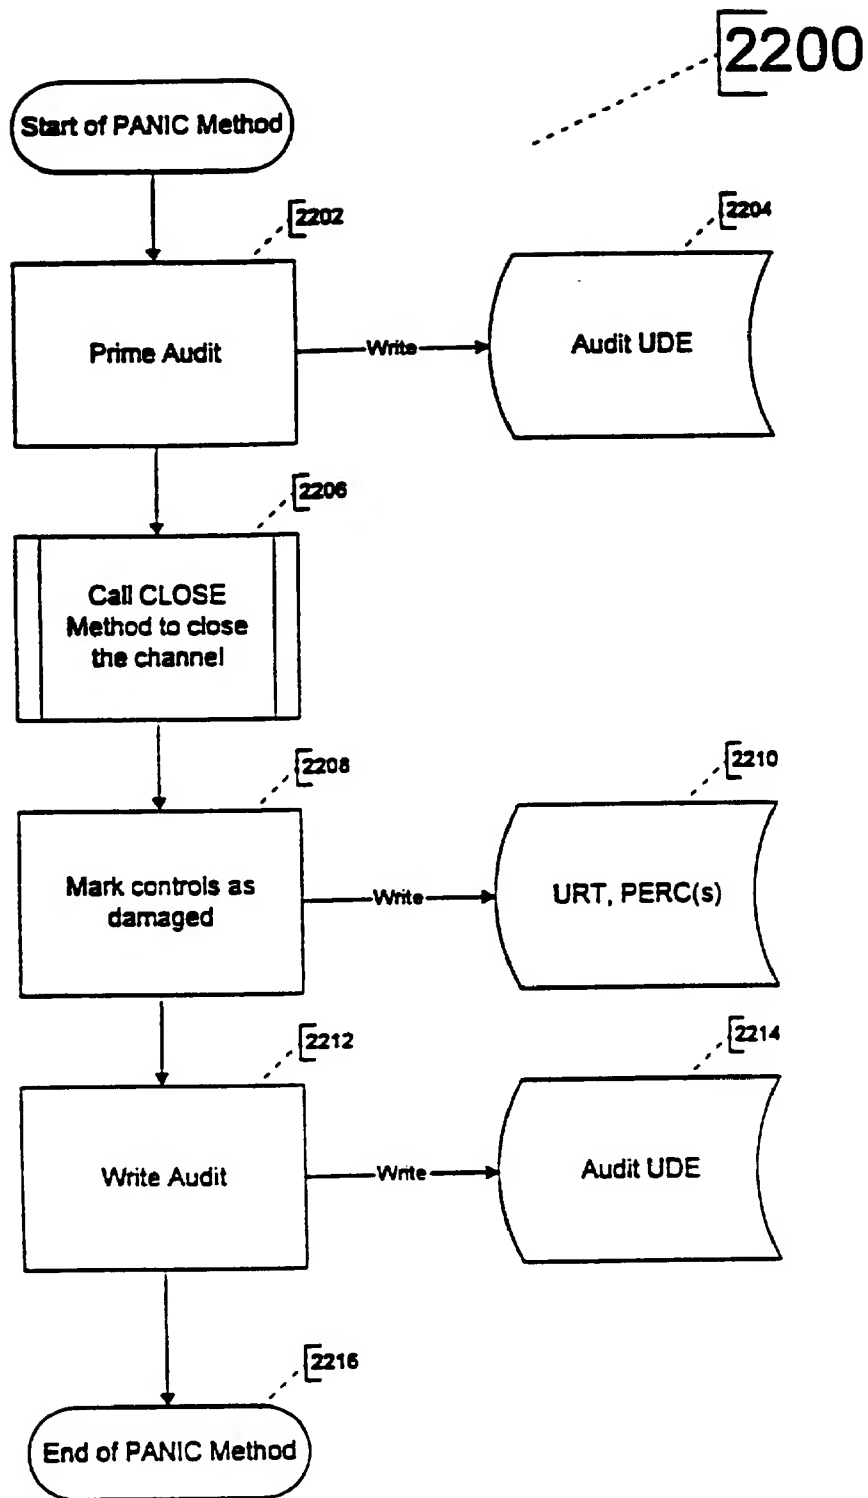 2200
Start of PANIC Method
2202
2204
Prime Audit
Write
Audit UDE
2206
Call CLOSE
Method to close
the channel
2208
2210
Mark controls as
damaged
Write
URT, PERC(s)
2212
2214
Write Audit
Write
Audit UDE
2216
End of PANIC Method